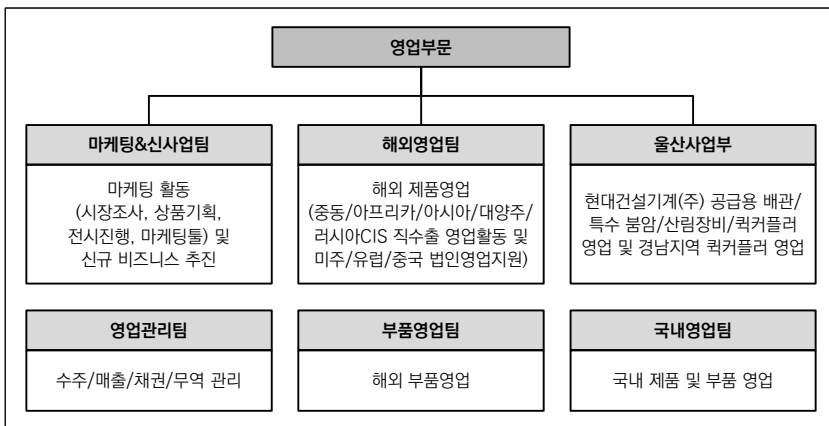 영업부문
마케팅&신사업팀
마케팅 활동
(시장조사, 상품기획,
전시진행, 마케팅툴) 및
신규 비즈니스 추진
해외영업팀
해외 제품영업
(중동/아프리카/아시아/대양주/
러시아CIS 직수출 영업활동 및
미주/유럽/중국 법인영업지원)
울산사업부
현대건설기계(주) 공급용 배관/
특수 붐암/산림장비/퀵커플러
영업 및 경남지역 퀵커플러 영업
영업관리팀
수주/매출/채권/무역 관리
부품영업팀
해외 부품영업
국내영업팀
국내 제품 및 부품 영업